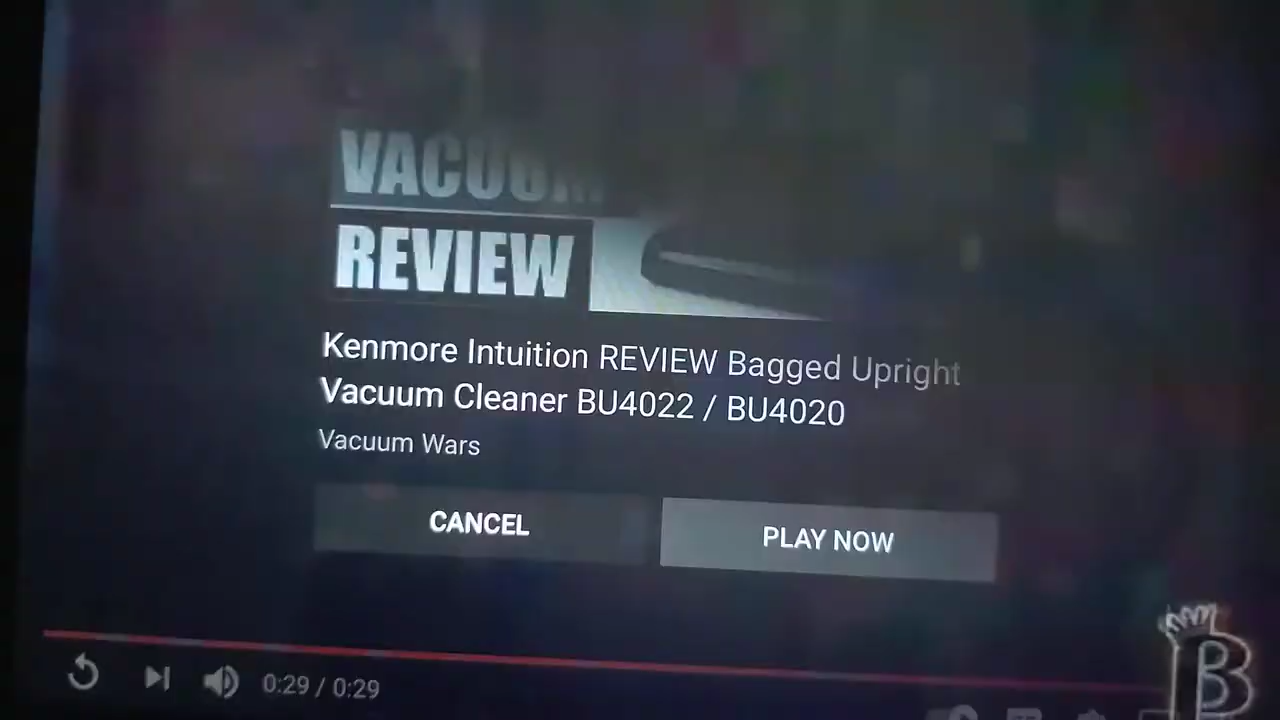 VACUUM
REVIEW
Kenmore Intuition REVIEW Bagged Upright
Vacuum Cleaner BU4022 / BU4020
Vacuum Wars
CANCEL
PLAY NOW
0:29 / 0:29
B